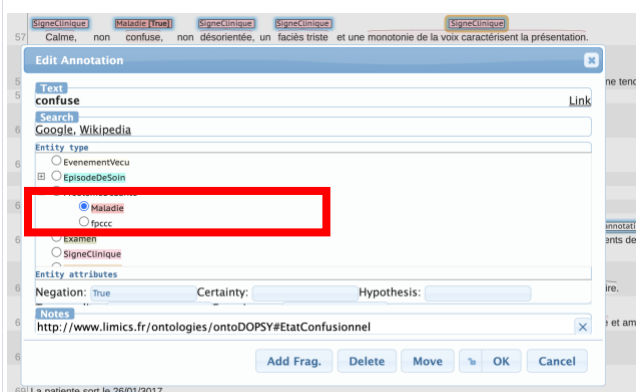 SigneClinique Maladie [True] SigneClinique SigneClinique SigneClinique
57 Calme, non confuse, non désorientée, un faciès triste et une monotonie de la voix caractérisent la présentation.
Edit Annotation
Text
confuse Link
Search
Google, Wikipedia
Entity type
EvenementVecu
EpisodeDeSoin
Maladie
fpccc
Examen
SigneClinique
Entity attributes
Negation: True Certainty: Hypothesis:
Notes
http://www.limics.fr/ontologies/ontoDOPSY#EtatConfusionnel
Add Frag. Delete Move OK Cancel
69 La patiente sort le 26/01/3017